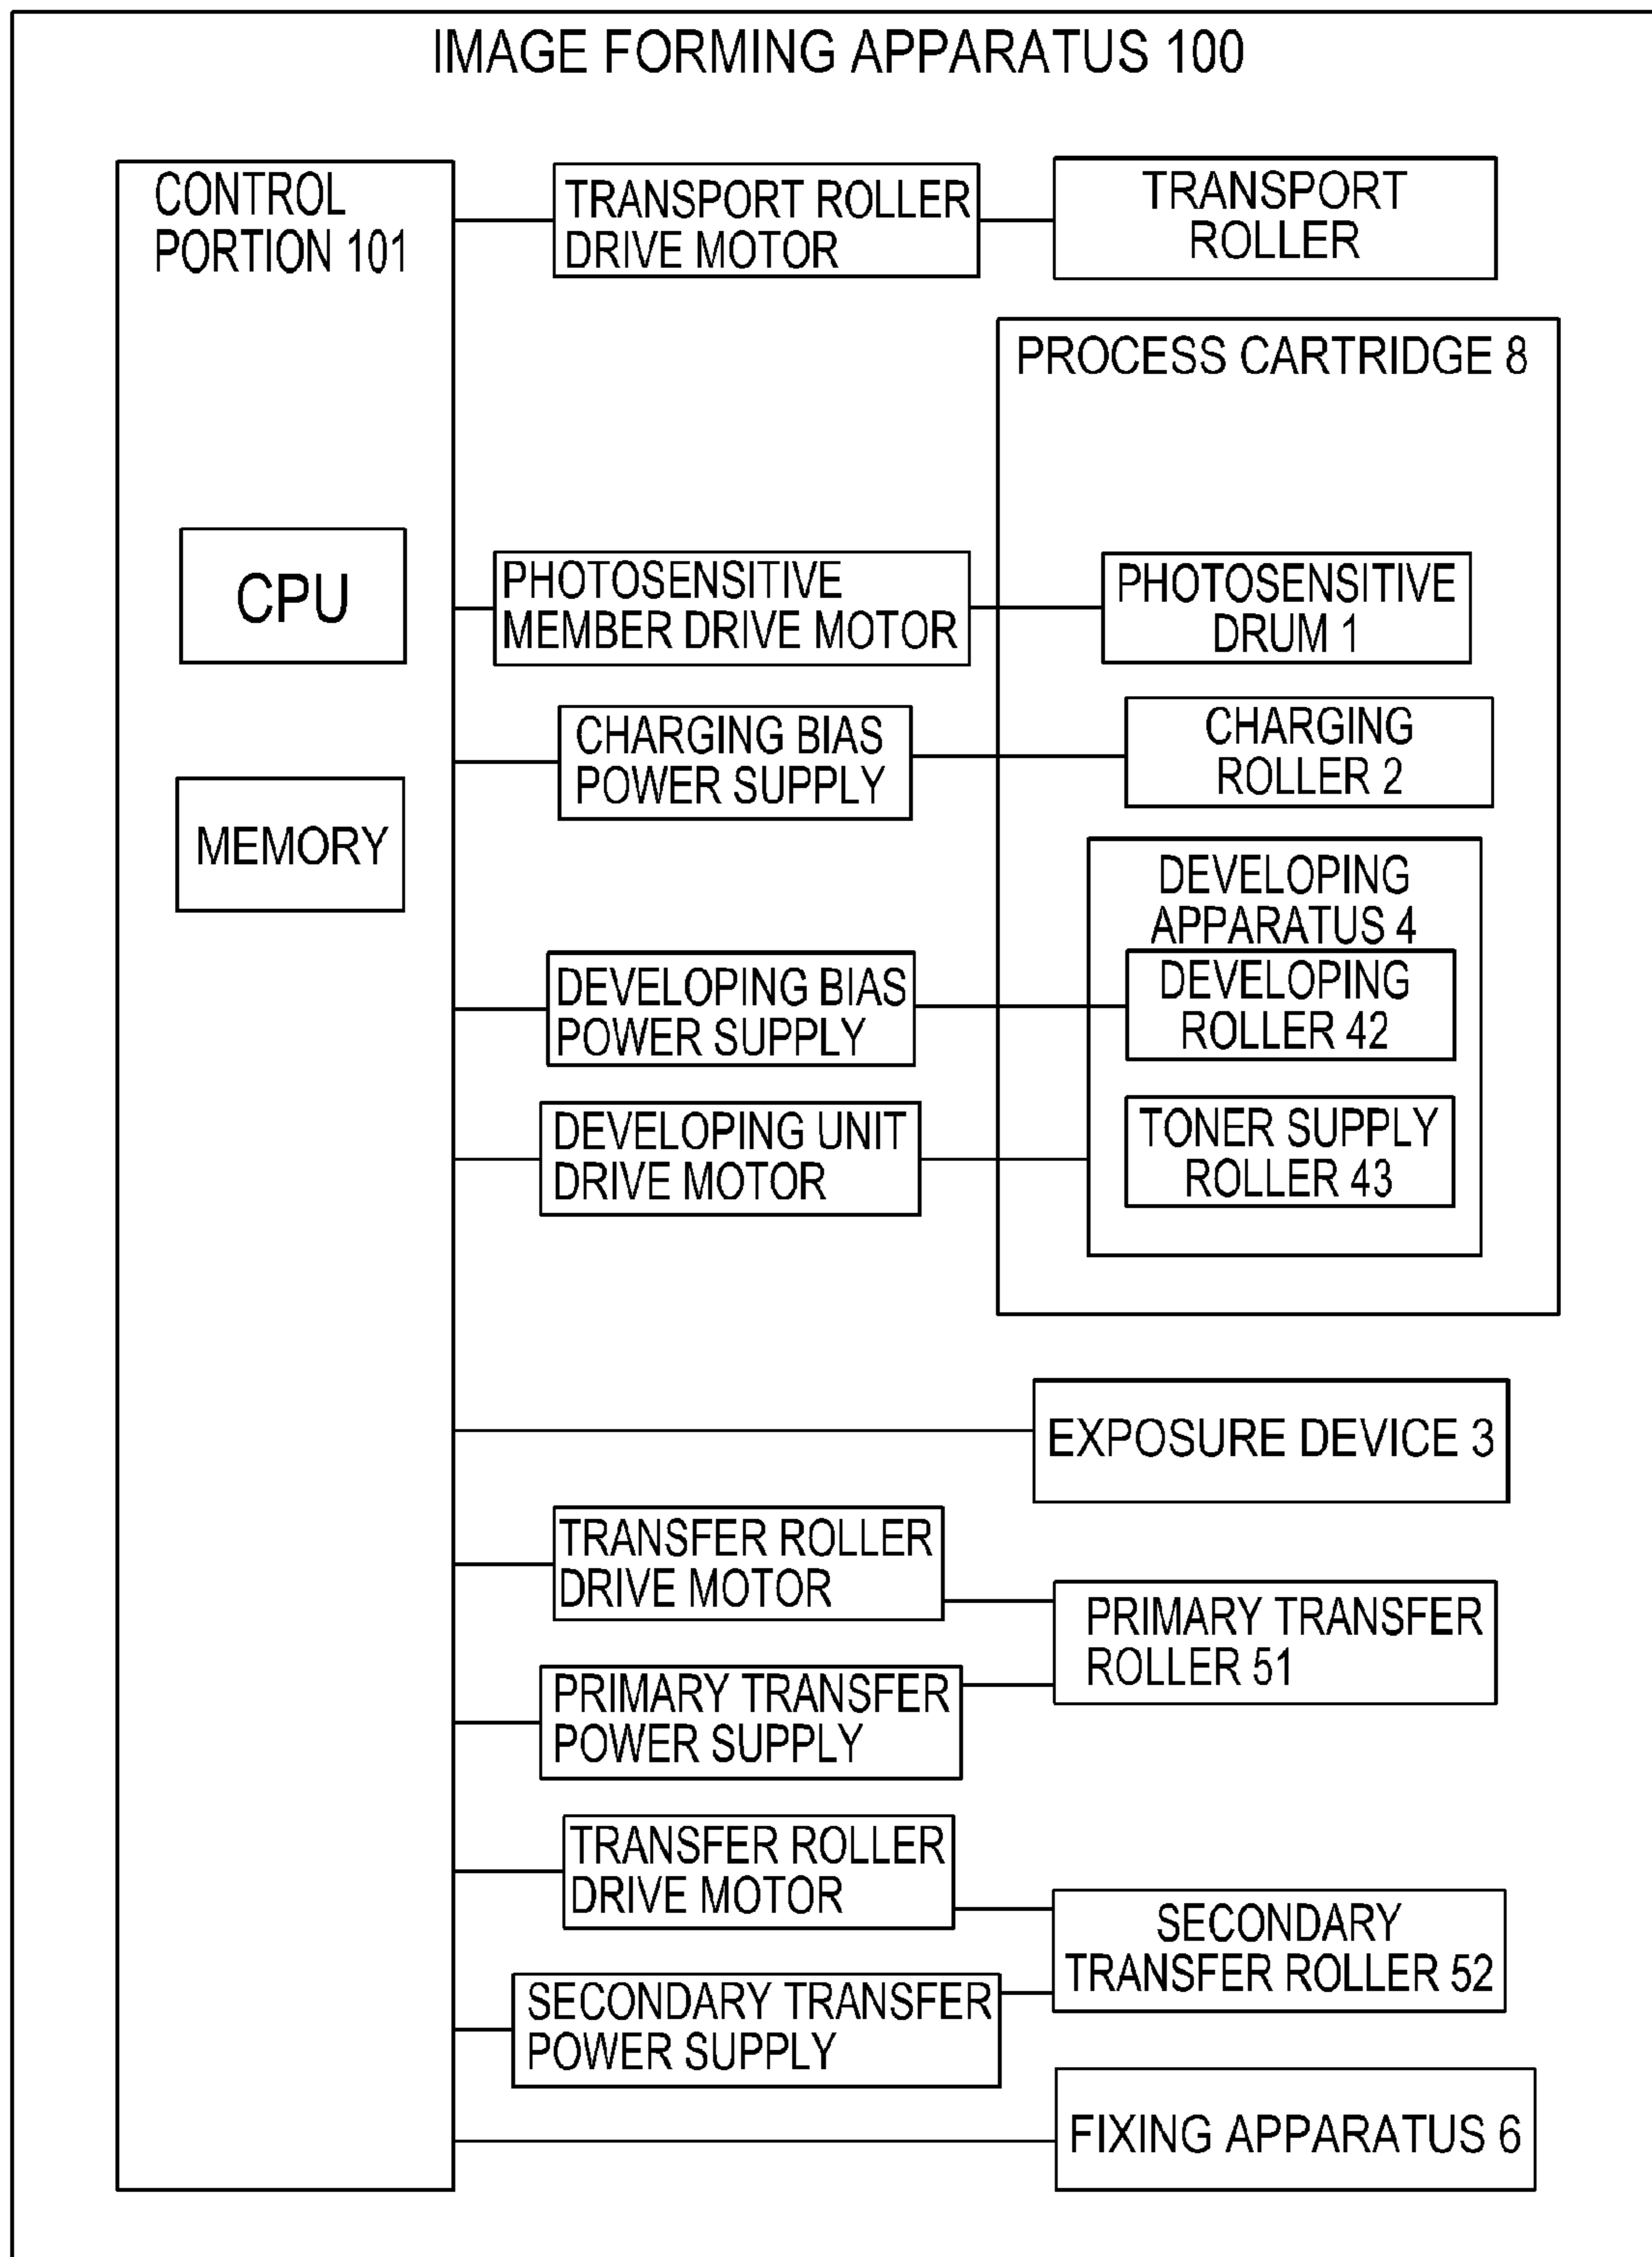 IMAGE FORMING APPARATUS 100
CONTROL
PORTION 101
CPU
MEMORY
TRANSPORT ROLLER
DRIVE MOTOR
TRANSPORT
ROLLER
PROCESS CARTRIDGE 8
PHOTOSENSITIVE
MEMBER DRIVE MOTOR
PHOTOSENSITIVE
DRUM 1
CHARGING BIAS
POWER SUPPLY
CHARGING
ROLLER 2
DEVELOPING
APPARATUS 4
DEVELOPING BIAS
POWER SUPPLY
DEVELOPING
ROLLER 42
DEVELOPING UNIT
DRIVE MOTOR
TONER SUPPLY
ROLLER 43
EXPOSURE DEVICE 3
TRANSFER ROLLER
DRIVE MOTOR
PRIMARY TRANSFER
ROLLER 51
PRIMARY TRANSFER
POWER SUPPLY
TRANSFER ROLLER
DRIVE MOTOR
SECONDARY
TRANSFER ROLLER 52
SECONDARY TRANSFER
POWER SUPPLY
FIXING APPARATUS 6